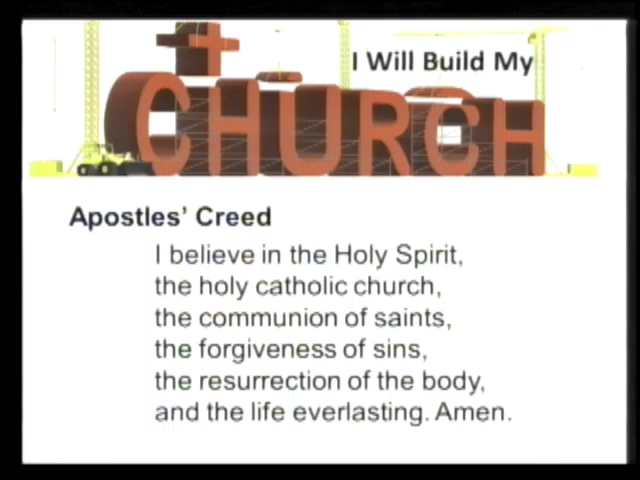 I Will Build My
CHURCH
Apostles' Creed
I believe in the Holy Spirit,
the holy catholic church,
the communion of saints,
the forgiveness of sins,
the resurrection of the body,
and the life everlasting. Amen.